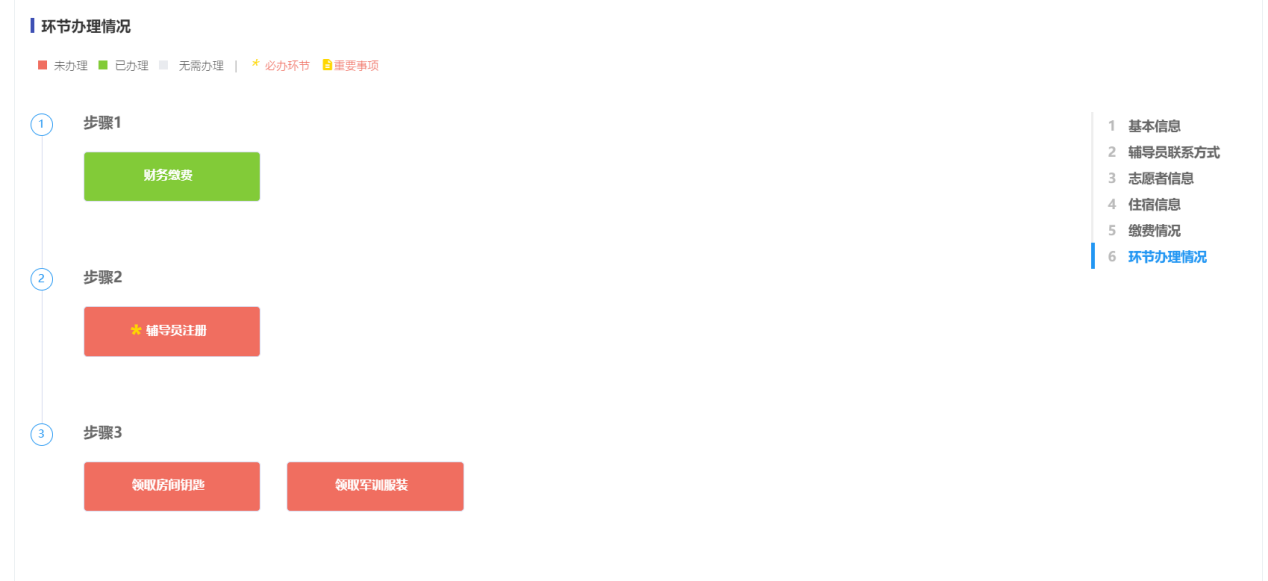 环节办理情况
未办理 已办理 无需办理 | * 必办环节 重要事项
1 步骤1
财务缴费
2 步骤2
* 辅导员注册
3 步骤3
领取房间钥匙 领取军训服装
1 基本信息
2 辅导员联系方式
3 志愿者信息
4 住宿信息
5 缴费情况
6 环节办理情况